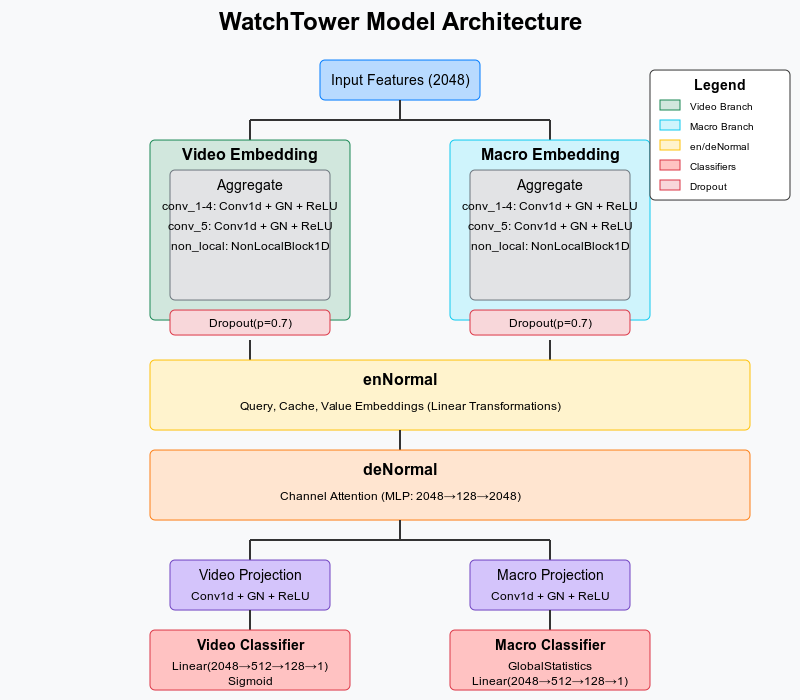 WatchTower Model Architecture
Input Features (2048)
Legend
Video Branch
Macro Branch
en/deNormal
Classifiers
Dropout
Video Embedding
Aggregate
conv_1-4: Conv1d + GN + ReLU
conv_5: Conv1d + GN + ReLU
non_local: NonLocalBlock1D
Dropout(p=0.7)
Macro Embedding
Aggregate
conv_1-4: Conv1d + GN + ReLU
conv_5: Conv1d + GN + ReLU
non_local: NonLocalBlock1D
Dropout(p=0.7)
enNormal
Query, Cache, Value Embeddings (Linear Transformations)
deNormal
Channel Attention (MLP: 2048→128→2048)
Video Projection
Conv1d + GN + ReLU
Macro Projection
Conv1d + GN + ReLU
Video Classifier
Linear(2048→512→128→1)
Sigmoid
Macro Classifier
GlobalStatistics
Linear(2048→512→128→1)